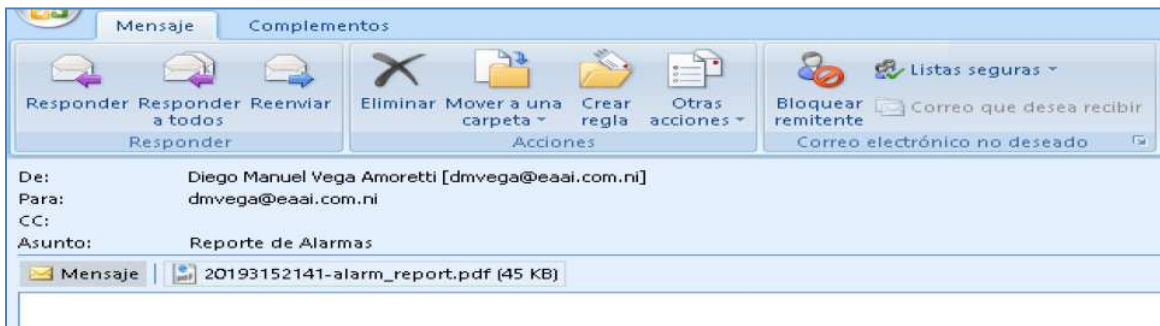 Mensaje Complementos
Responder Responder a todos Reenviar
Eliminar Mover a una carpeta Crear regla Otras acciones
Bloquear remitente Listas seguras
Correo que desea recibir
Responder Acciones Correo electrónico no deseado
De: Diego Manuel Vega Amoretti [dmvega@eaai.com.ni]
Para: dmvega@eaai.com.ni
CC:
Asunto: Reporte de Alarmas
Mensaje 20193152141-alarm_report.pdf (45 KB)